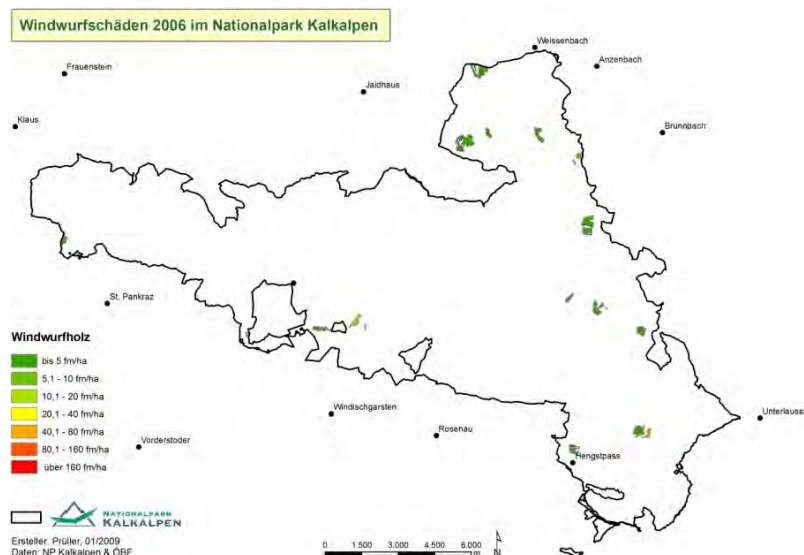 Windwurfschäden 2006 im Nationalpark Kalkalpen
Weissenbach
Frauenstein
Anzenbach
Jaidhaus
Klaus
Brunnbach
St. Pankraz
Windwurfholz
bis 5 fm/ha
5,1 - 10 fm/ha
10,1 - 20 fm/ha
20,1 - 40 fm/ha
40,1 - 80 fm/ha
80,1 - 160 fm/ha
über 160 fm/ha
Windischgarsten
Unterlaussa
Rosenau
Vorderstoder
Hengstpass
NATIONALPARK
KALKALPEN
Ersteller: Prüller, 01/2009
Daten: NP Kalkalpen & ÖBF
0 1.500 3.000 4.500 6.000
m
N